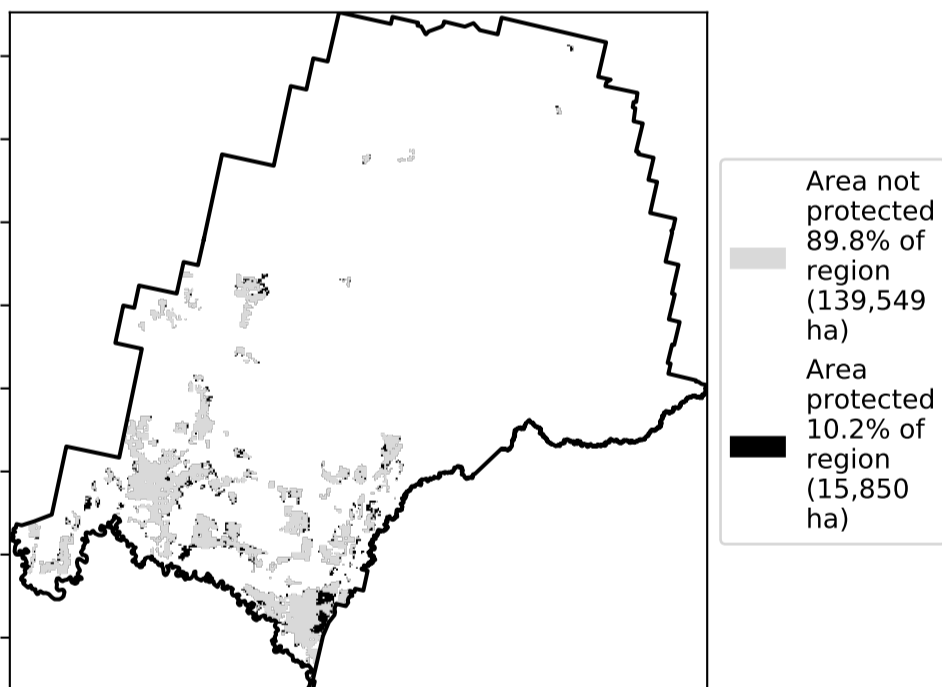 Area not
protected
89.8% of
region
(139,549
ha)
Area
protected
10.2% of
region
(15,850
ha)